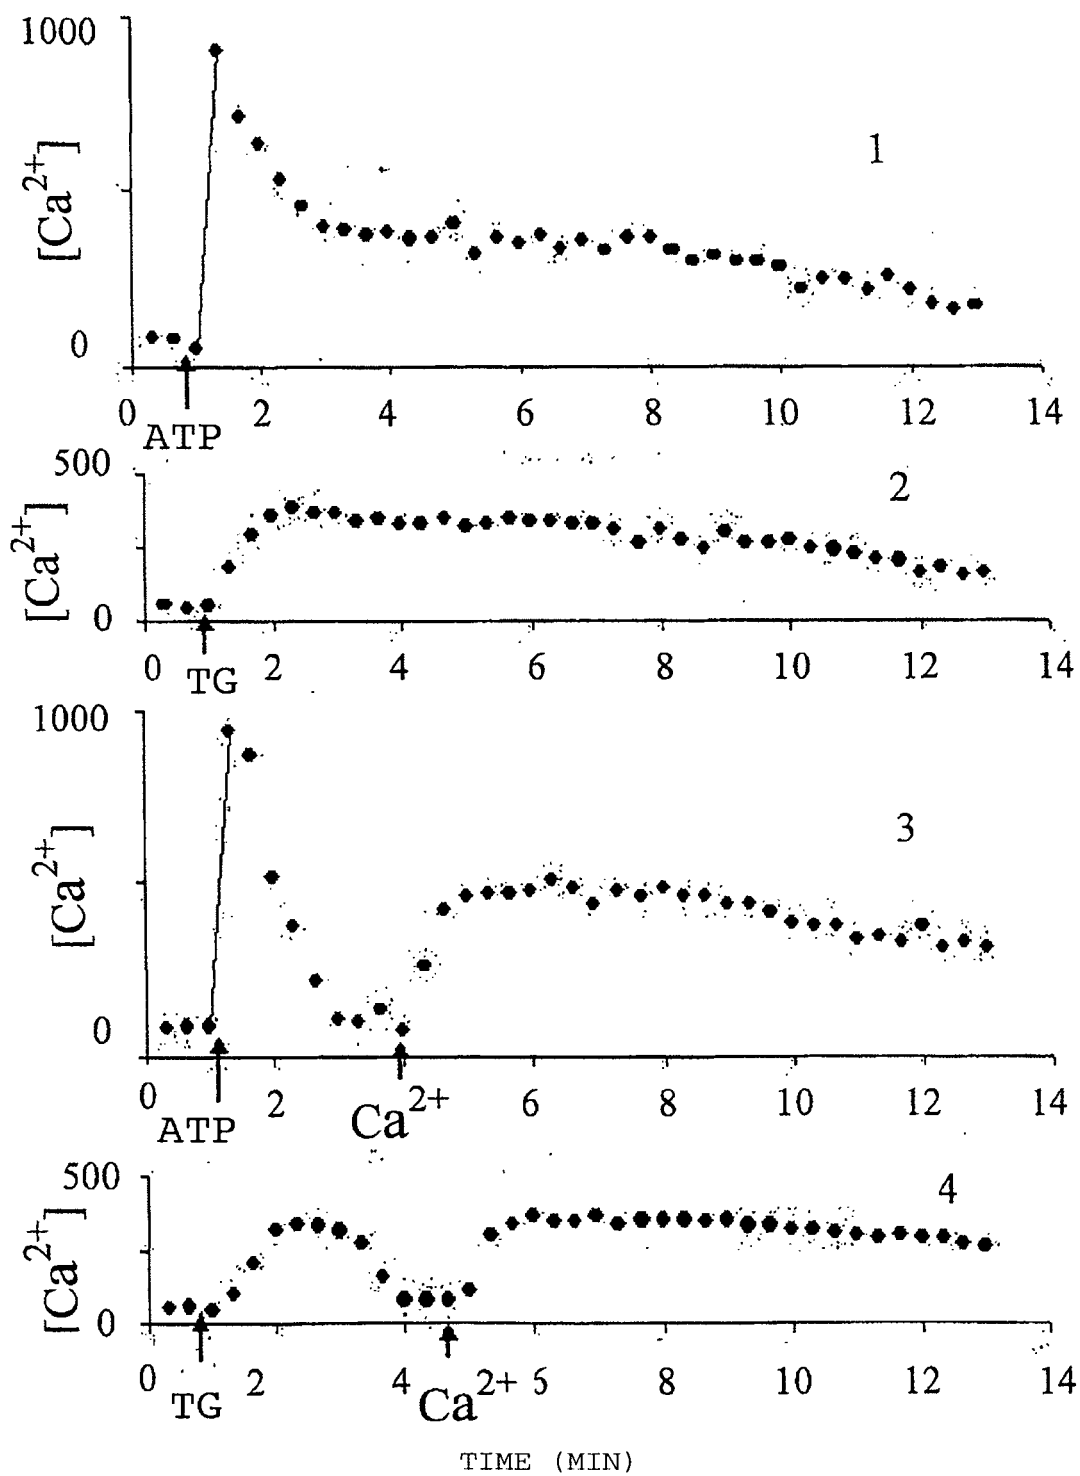 1000
[Ca2+]
1
0
0 2 4 6 8 10 12 14
ATP
500
[Ca2+]
2
0
0 2 4 6 8 10 12 14
TG
1000
[Ca2+]
3
0
0 2 6 8 10 12 14
ATP Ca2+
500
[Ca2+]
4
0
0 2 4 5 8 10 12 14
TG Ca2+
TIME (MIN)